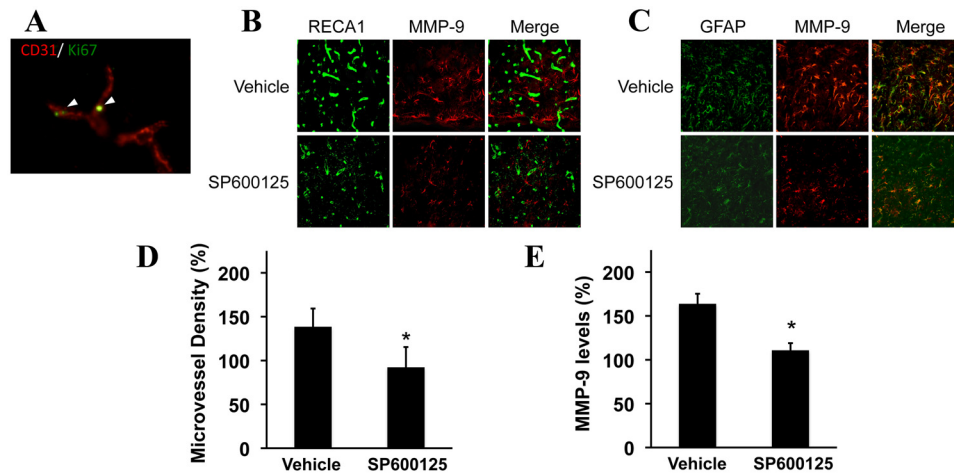 A
CD31/ Ki67
B
RECA1 MMP-9 Merge
Vehicle
SP600125
C
GFAP MMP-9 Merge
Vehicle
SP600125
D
Microvessel Density (%)
200
150
100
50
0
*
Vehicle SP600125
E
MMP-9 levels (%)
200
150
100
50
0
*
Vehicle SP600125